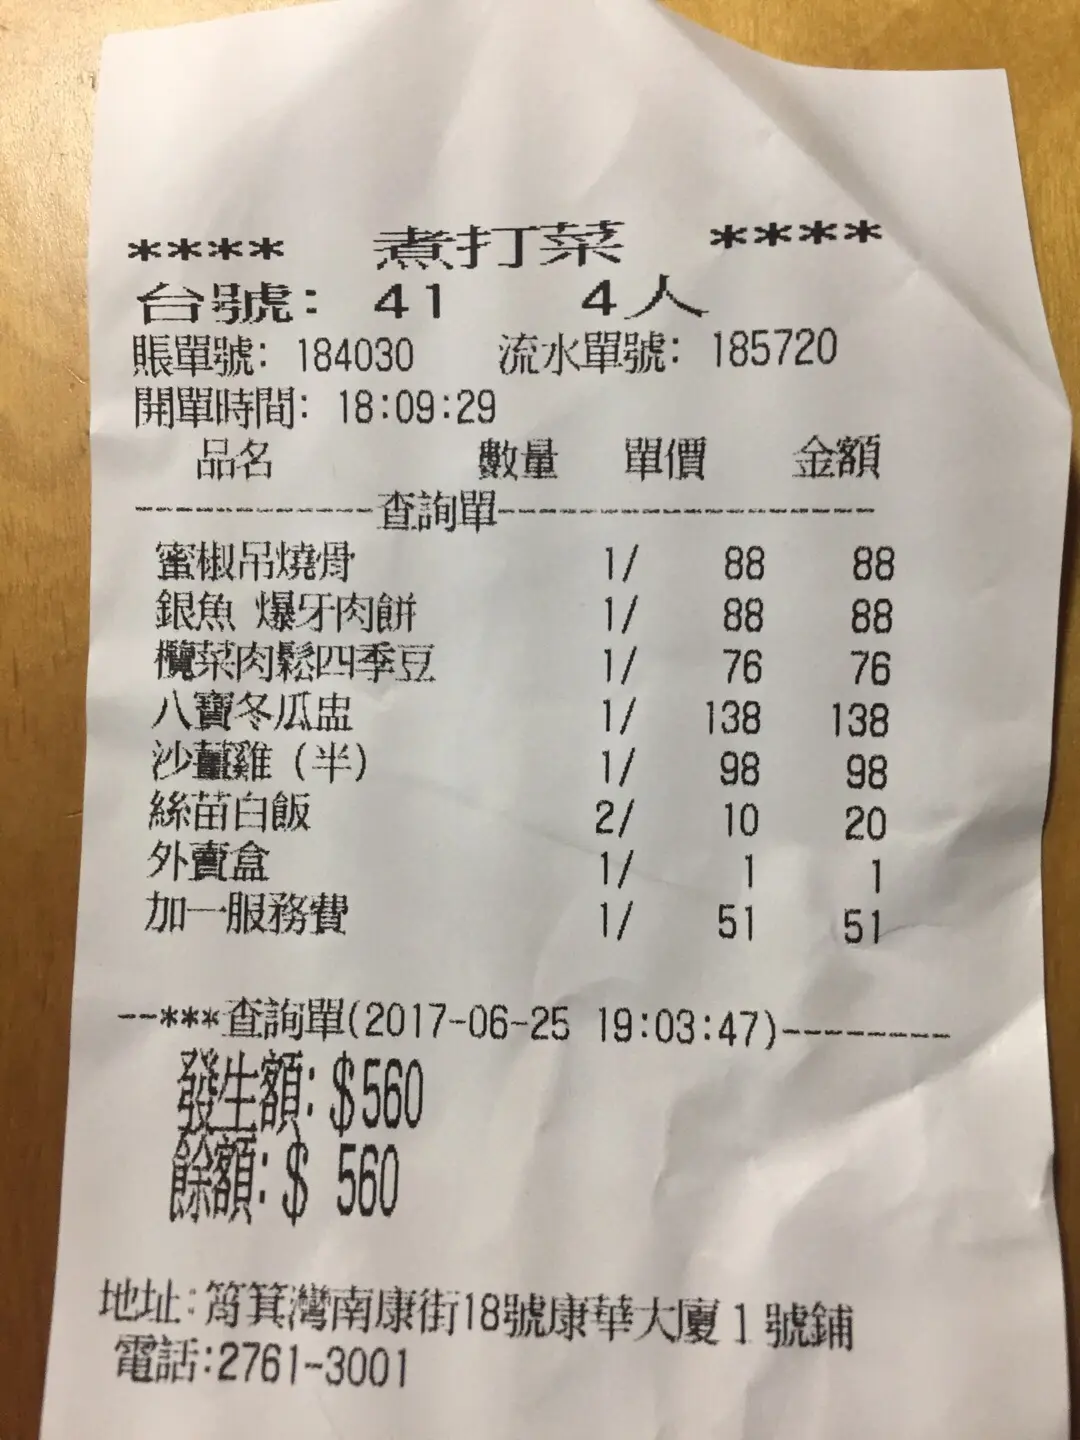 **** 煮打菜 ****
台號: 41 4人
賬單號: 184030 流水單號: 185720
開單時間: 18:09:29
品名 數量 單價 金額
------------查詢單-------------------
蜜椒吊燒骨 1/ 88 88
銀魚 爆牙肉餅 1/ 88 88
欖菜肉鬆四季豆 1/ 76 76
八寶冬瓜盅 1/ 138 138
沙薑雞(半) 1/ 98 98
絲苗白飯 2/ 10 20
外賣盒 1/ 1 1
加一服務費 1/ 51 51
--***查詢單(2017-06-25 19:03:47)---------
發生額: $560
餘額: $ 560
地址: 筲箕灣南康街18號康華大廈1號鋪
電話:2761-3001